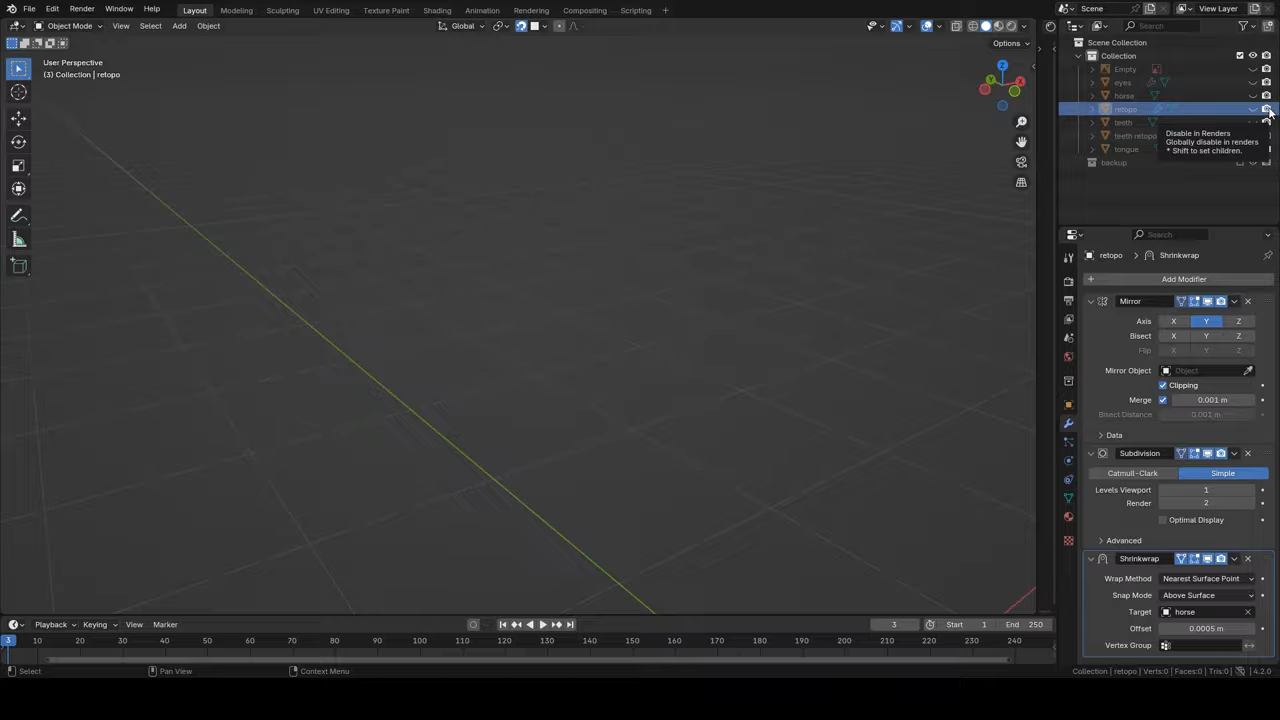 File Edit Render Window Help Layout Modeling Sculpting UV Editing Texture Paint Shading Animation Rendering Compositing Scripting + Scene View Layer
Object Mode View Select Add Object Global Search
Options
User Perspective
(3) Collection | retopo
Z
Y
X
Scene Collection
Collection
Empty
eyes
horse
retopo
teeth
teeth retopo
tongue
backup
Disable in Renders
Globally disable in renders
* Shift to set children.
Search
retopo > Shrinkwrap
+ Add Modifier
Mirror
Axis X Y Z
Bisect X Y Z
Flip X Y Z
Mirror Object Object
Clipping
Merge 0.001 m
Bisect Distance 0.001 m
Data
Subdivision
Catmull-Clark Simple
Levels Viewport 1
Render 2
Optimal Display
Advanced
Shrinkwrap
Wrap Method Nearest Surface Point
Snap Mode Above Surface
Target horse
Offset 0.0005 m
Vertex Group
Playback Keying View Marker 3 Start 1 End 250
3 10 20 30 40 50 60 70 80 90 100 110 120 130 140 150 160 170 180 190 200 210 220 230 240
Select Pan View Context Menu Collection | retopo | Verts:0 | Faces:0 | Tris:0 | 4.2.0